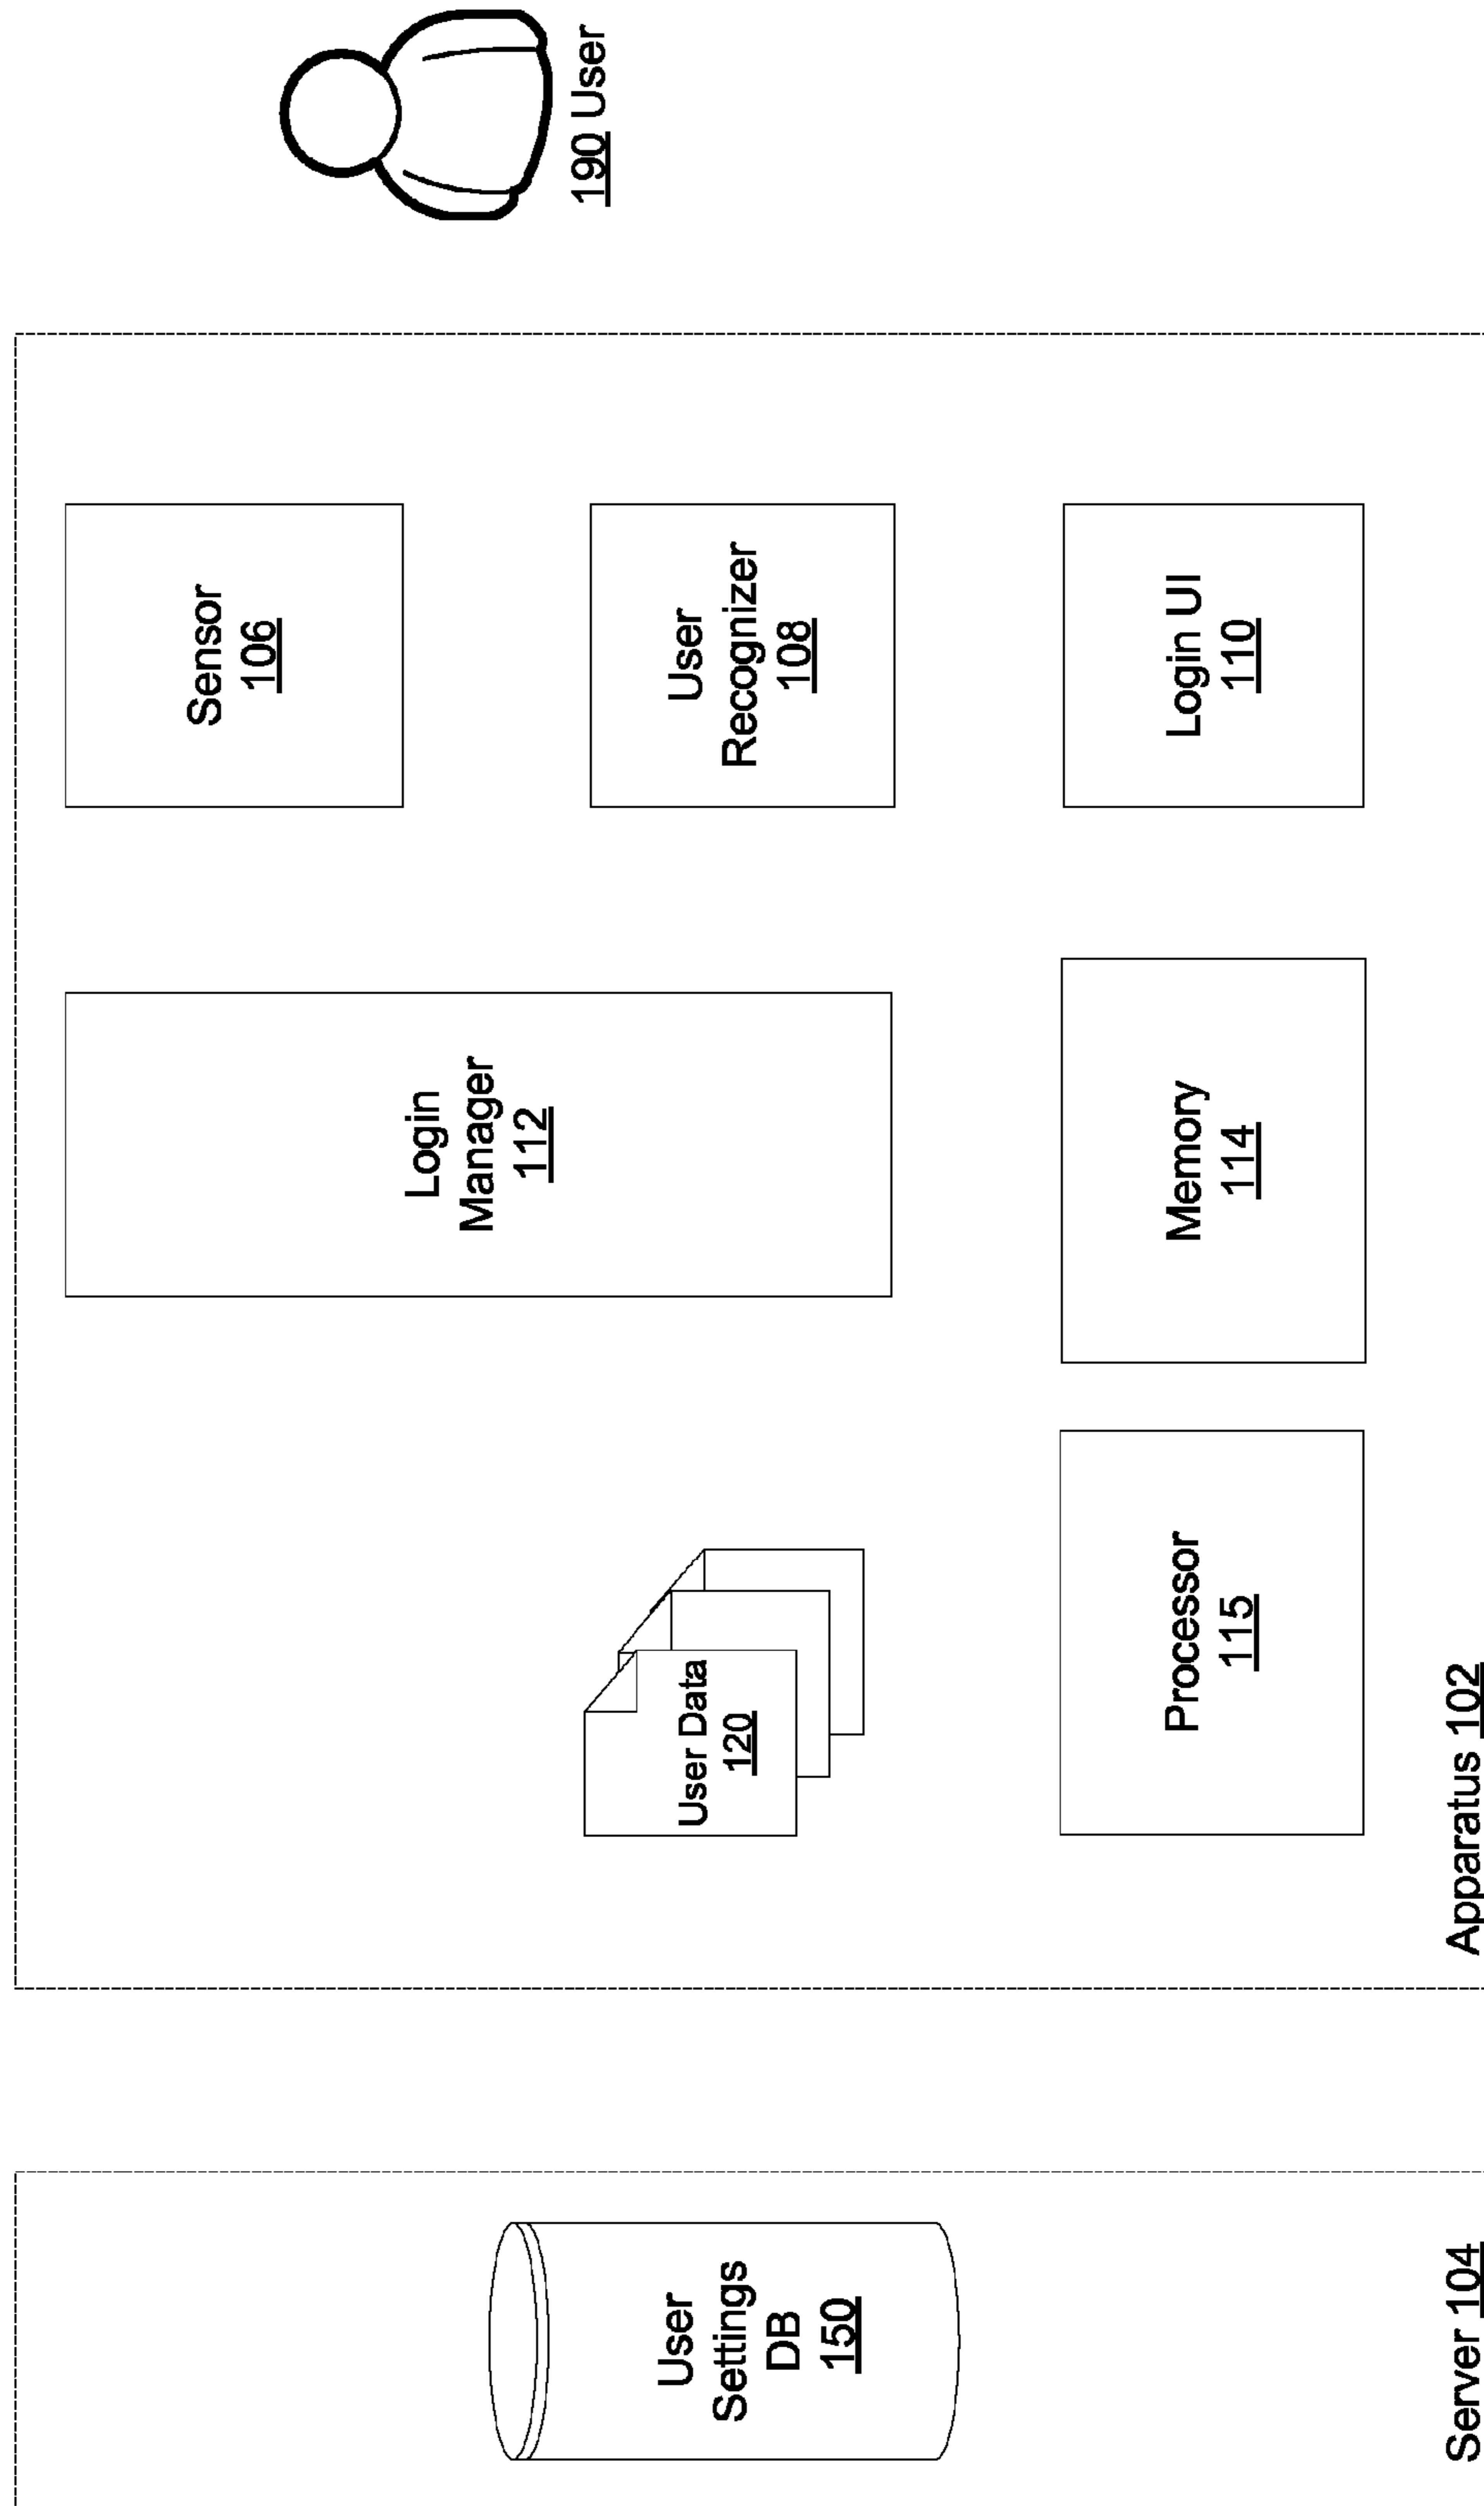 User
Settings
DB
150
Server 104
User Data
120
Login
Manager
112
Sensor
106
User
Recognizer
108
Processor
115
Memory
114
Login UI
110
Apparatus 102
190 User